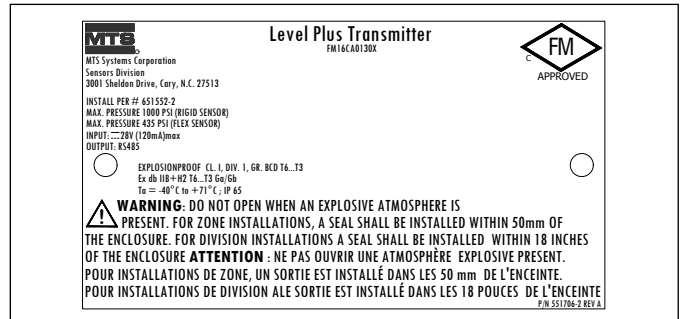 MTS
Level Plus Transmitter
FM16CA0130X
MTS Systems Corporation
Sensors Division
3001 Sheldon Drive, Cary, N.C. 27513
C FM
APPROVED
INSTALL PER # 651552-2
MAX. PRESSURE 1000 PSI (RIGID SENSOR)
MAX. PRESSURE 435 PSI (FLEX SENSOR)
INPUT: ⎓28V (120mA)max
OUTPUT: RS485
EXPLOSIONPROOF CL. I, DIV. 1, GR. BCD T6...T3
Ex db IIB+H2 T6...T3 Ga/Gb
Ta = -40°C to +71°C ; IP 65
WARNING: DO NOT OPEN WHEN AN EXPLOSIVE ATMOSPHERE IS
PRESENT. FOR ZONE INSTALLATIONS, A SEAL SHALL BE INSTALLED WITHIN 50mm OF
THE ENCLOSURE. FOR DIVISION INSTALLATIONS A SEAL SHALL BE INSTALLED WITHIN 18 INCHES
OF THE ENCLOSURE ATTENTION : NE PAS OUVRIR UNE ATMOSPHÈRE EXPLOSIVE PRESENT.
POUR INSTALLATIONS DE ZONE, UN SORTIE EST INSTALLÉ DANS LES 50 mm DE L'ENCEINTE.
POUR INSTALLATIONS DE DIVISION ALE SORTIE EST INSTALLÉ DANS LES 18 POUCES DE L'ENCEINTE
P/N 551706-2 REV A